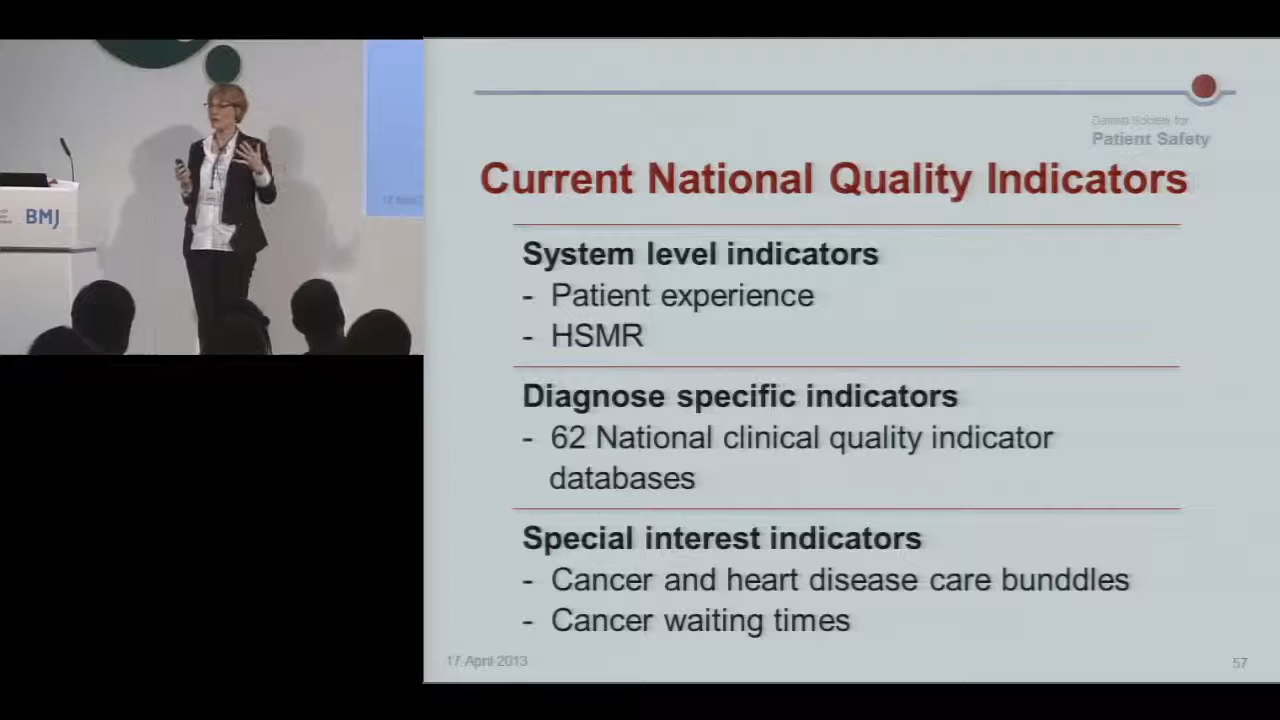 BMJ
Danish Society for
Patient Safety
Current National Quality Indicators
System level indicators
- Patient experience
- HSMR
Diagnose specific indicators
- 62 National clinical quality indicator
databases
Special interest indicators
- Cancer and heart disease care bunddles
- Cancer waiting times
17 April 2013
57